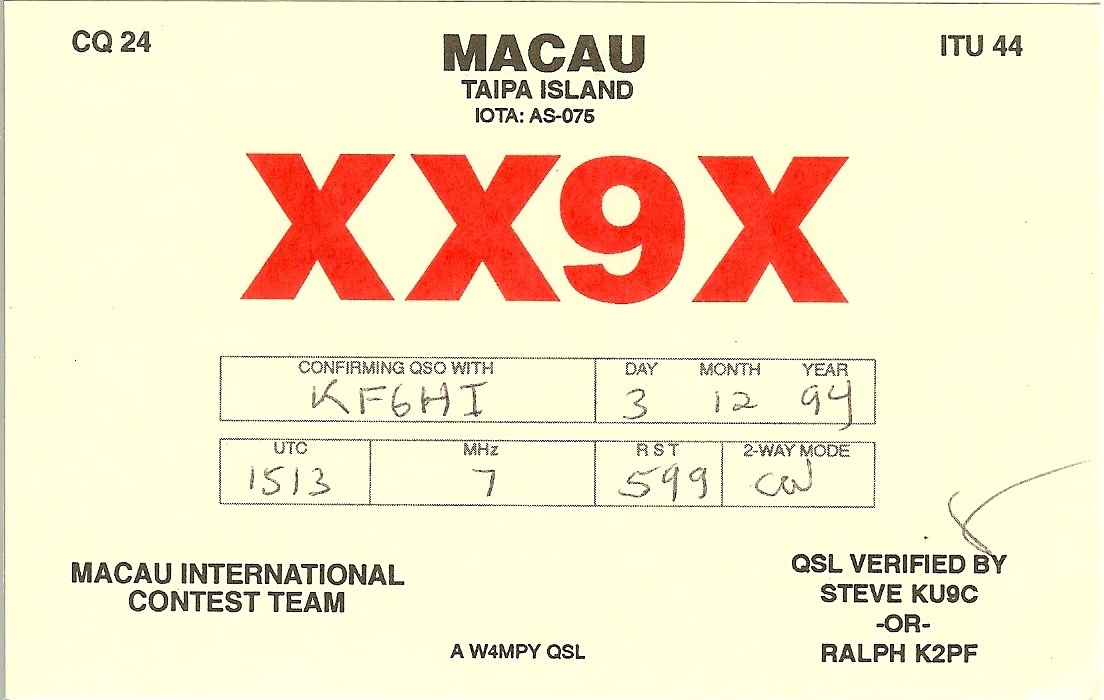 CQ 24
MACAU
ITU 44
TAIPA ISLAND
IOTA: AS-075
XX9X
CONFIRMING QSO WITH DAY MONTH YEAR
KF6HI 3 12 94
UTC MHz R S T 2-WAY MODE
1513 7 599 CW
MACAU INTERNATIONAL
CONTEST TEAM
A W4MPY QSL
QSL VERIFIED BY
STEVE KU9C
-OR-
RALPH K2PF